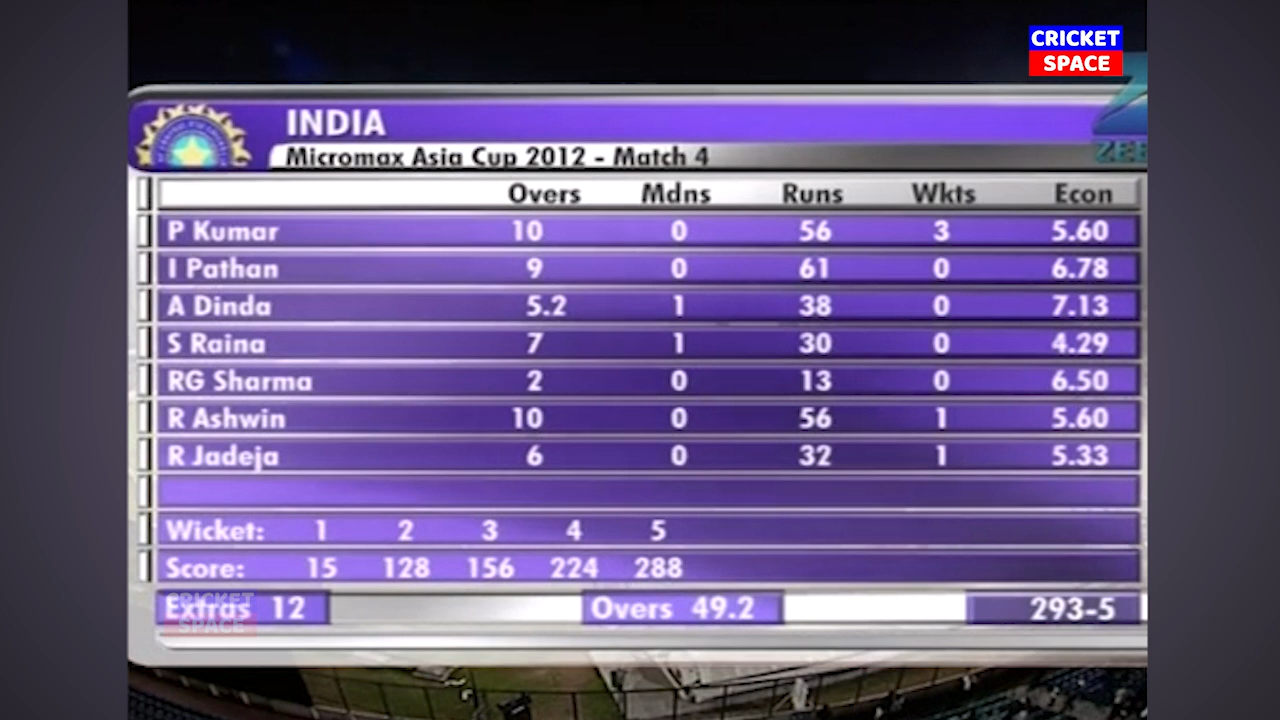 CRICKET
SPACE
INDIA
Micromax Asia Cup 2012 - Match 4
ZEE
Overs Mdns Runs Wkts Econ
P Kumar 10 0 56 3 5.60
I Pathan 9 0 61 0 6.78
A Dinda 5.2 1 38 0 7.13
S Raina 7 1 30 0 4.29
RG Sharma 2 0 13 0 6.50
R Ashwin 10 0 56 1 5.60
R Jadeja 6 0 32 1 5.33
Wicket: 1 2 3 4 5
Score: 15 128 156 224 288
Extras 12 Overs 49.2 293-5
CRICKET
SPACE